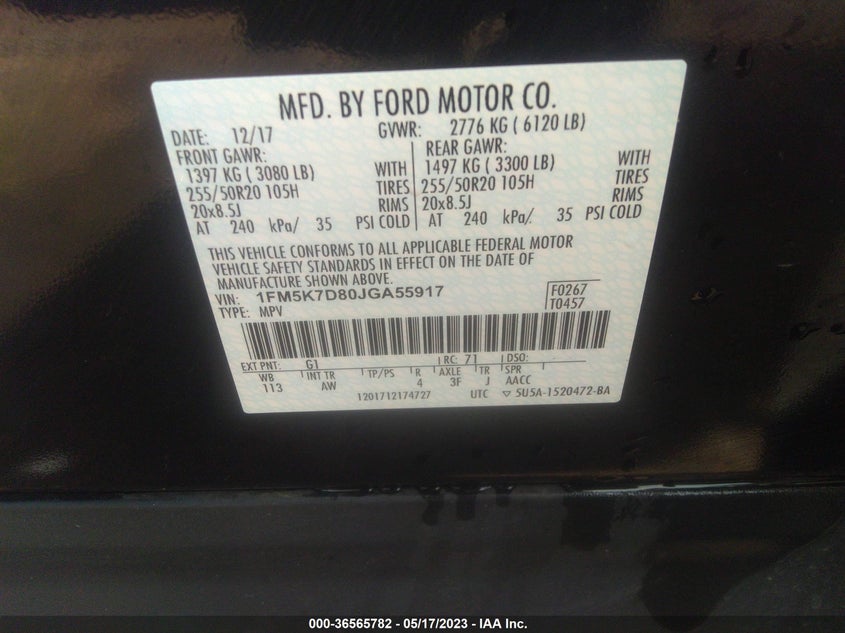 MFD. BY FORD MOTOR CO.
DATE: 12/17 GVWR: 2776 KG ( 6120 LB)
FRONT GAWR: REAR GAWR:
1397 KG ( 3080 LB) WITH 1497 KG ( 3300 LB) WITH
255/50R20 105H TIRES 255/50R20 105H TIRES
20x8.5J RIMS 20x8.5J RIMS
AT 240 kPa/ 35 PSI COLD AT 240 kPa/. 35 PSI COLD
THIS VEHICLE CONFORMS TO ALL APPLICABLE FEDERAL MOTOR
VEHICLE SAFETY STANDARDS IN EFFECT ON THE DATE OF
MANUFACTURE SHOWN ABOVE.
VIN: 1FM5K7D80JGA55917 F0267
TYPE: MPV T0457
EXT PNT: G1 RC: 71 DSO:
WB INT TR TP/PS R AXLE TR SPR
113 AW 4 3F J AACC
1201712174727 UTC ▽ 5U5A-1520472-BA
000-36565782 - 05/17/2023 - IAA Inc.